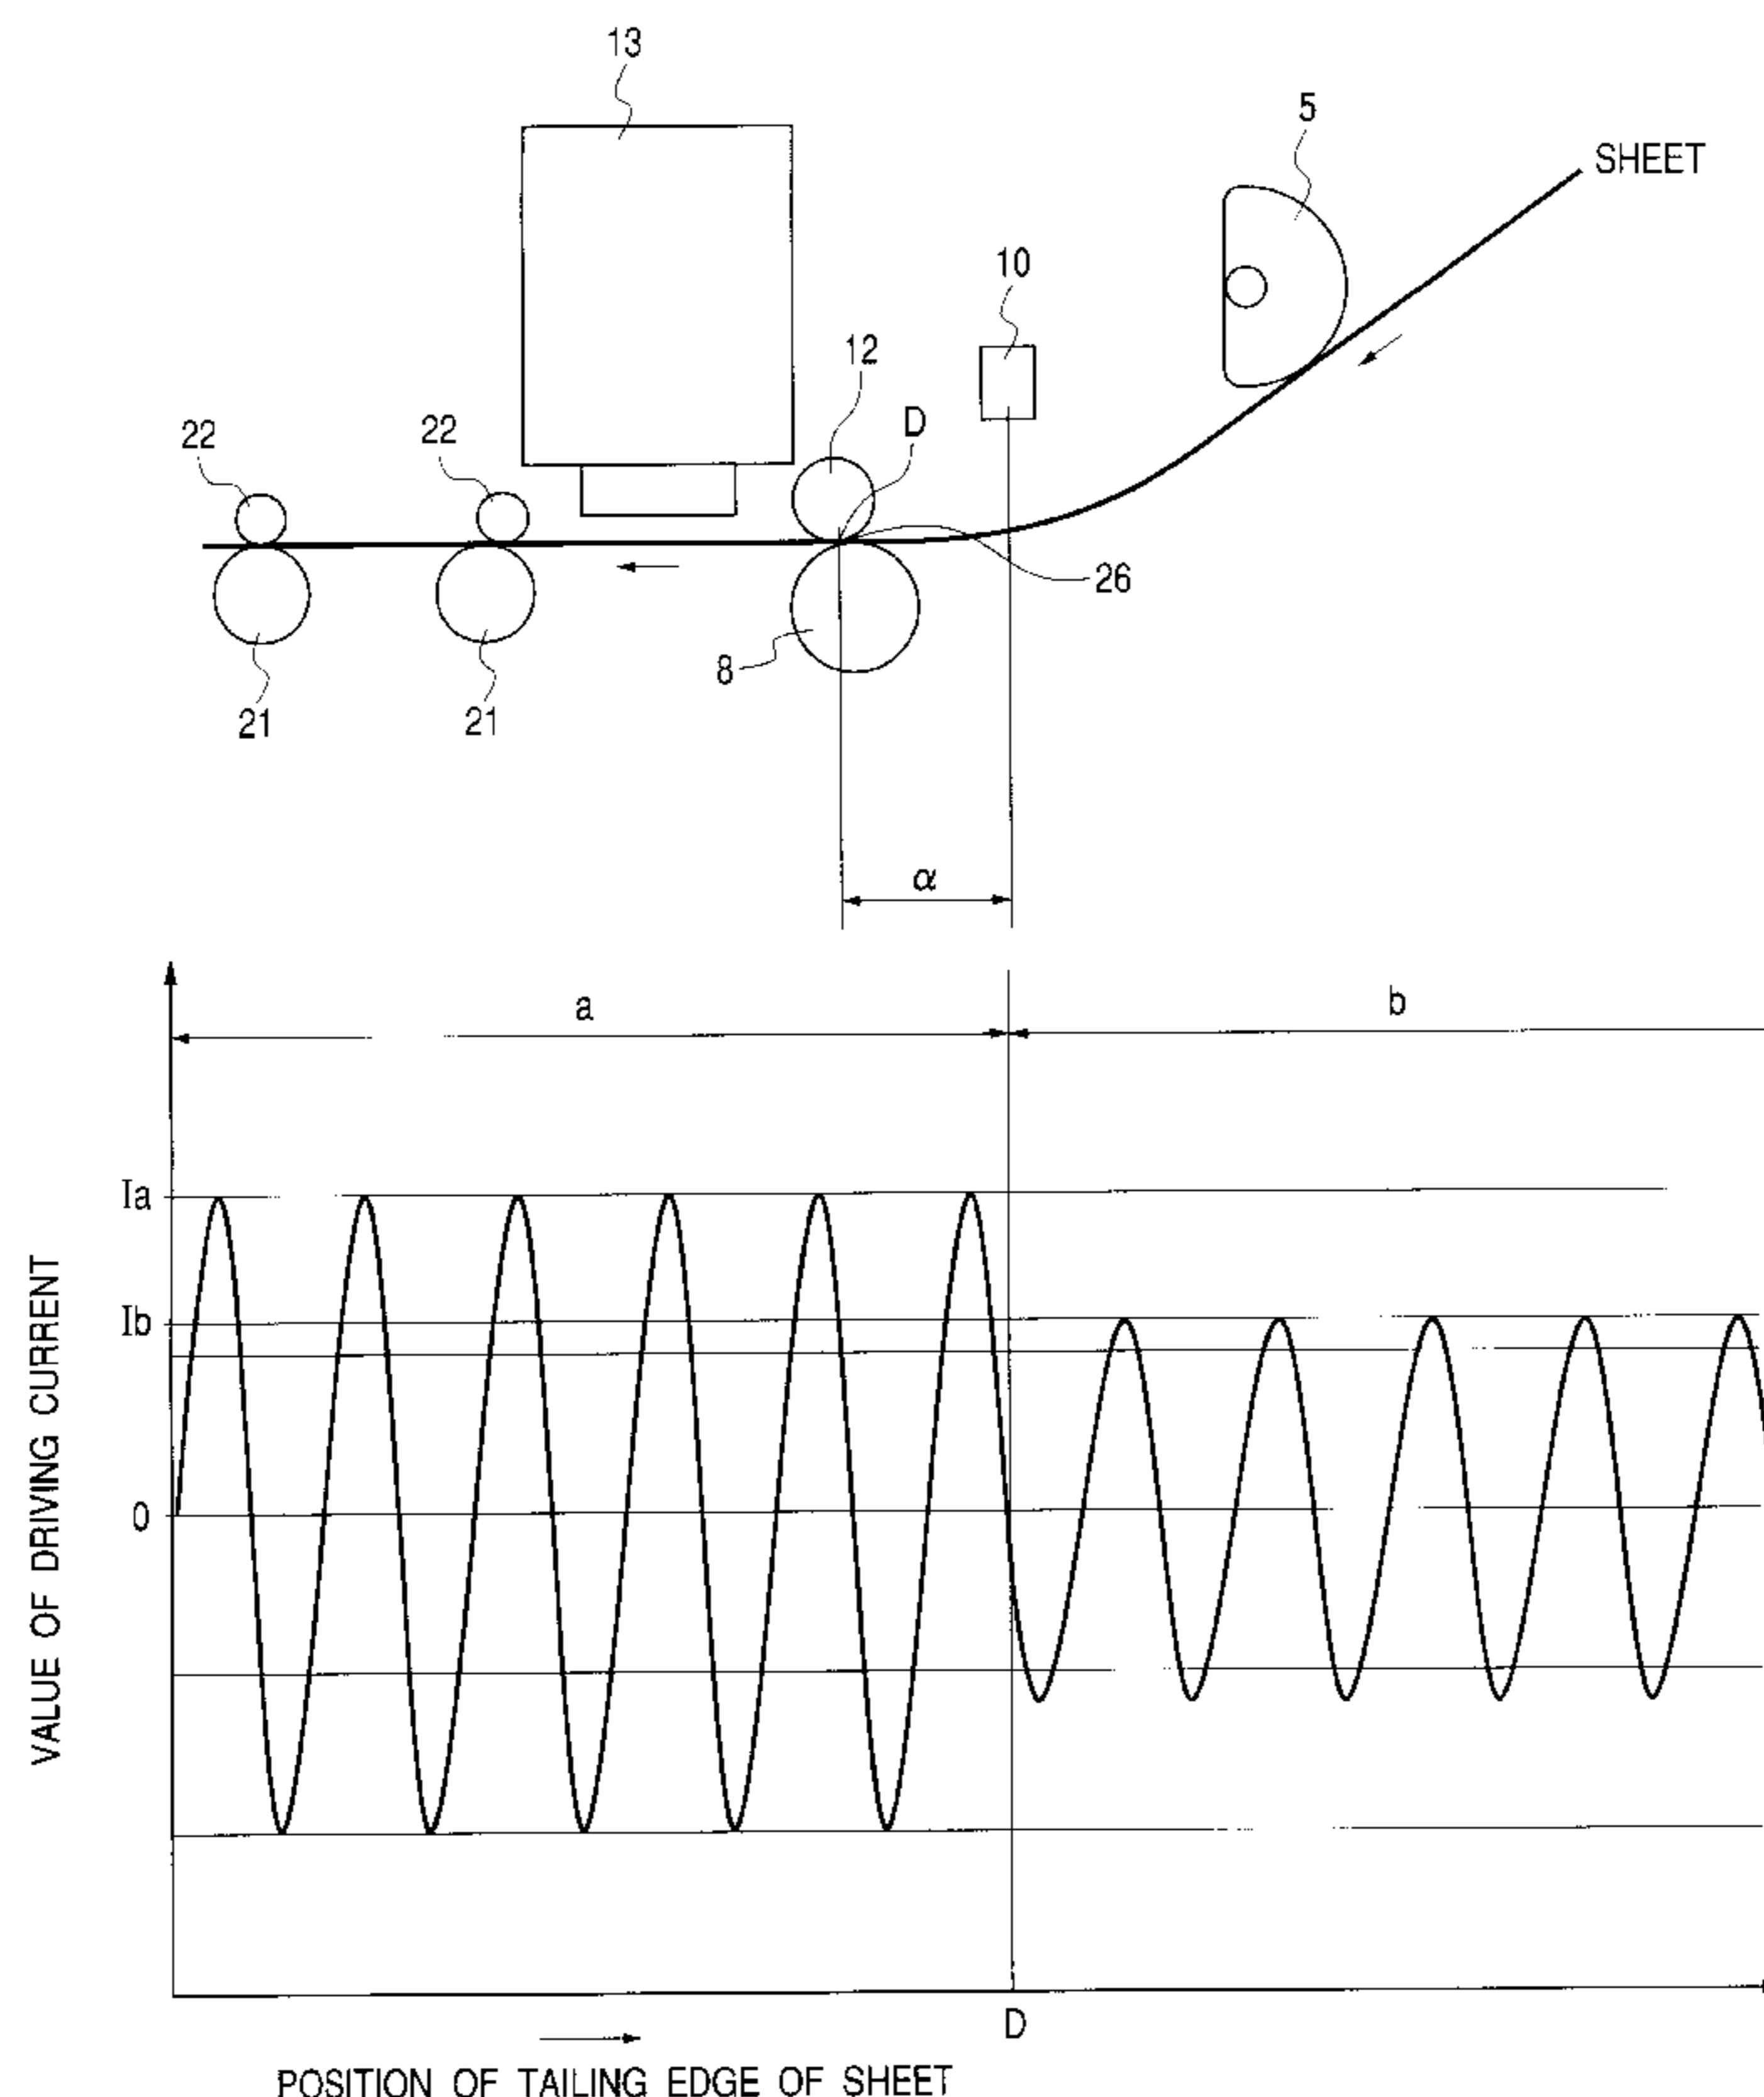 13
5
SHEET
10
12
D
22
22
26
8
21
21
α
a
b
Ia
Ib
0
VALUE OF DRIVING CURRENT
D
POSITION OF TAILING EDGE OF SHEET